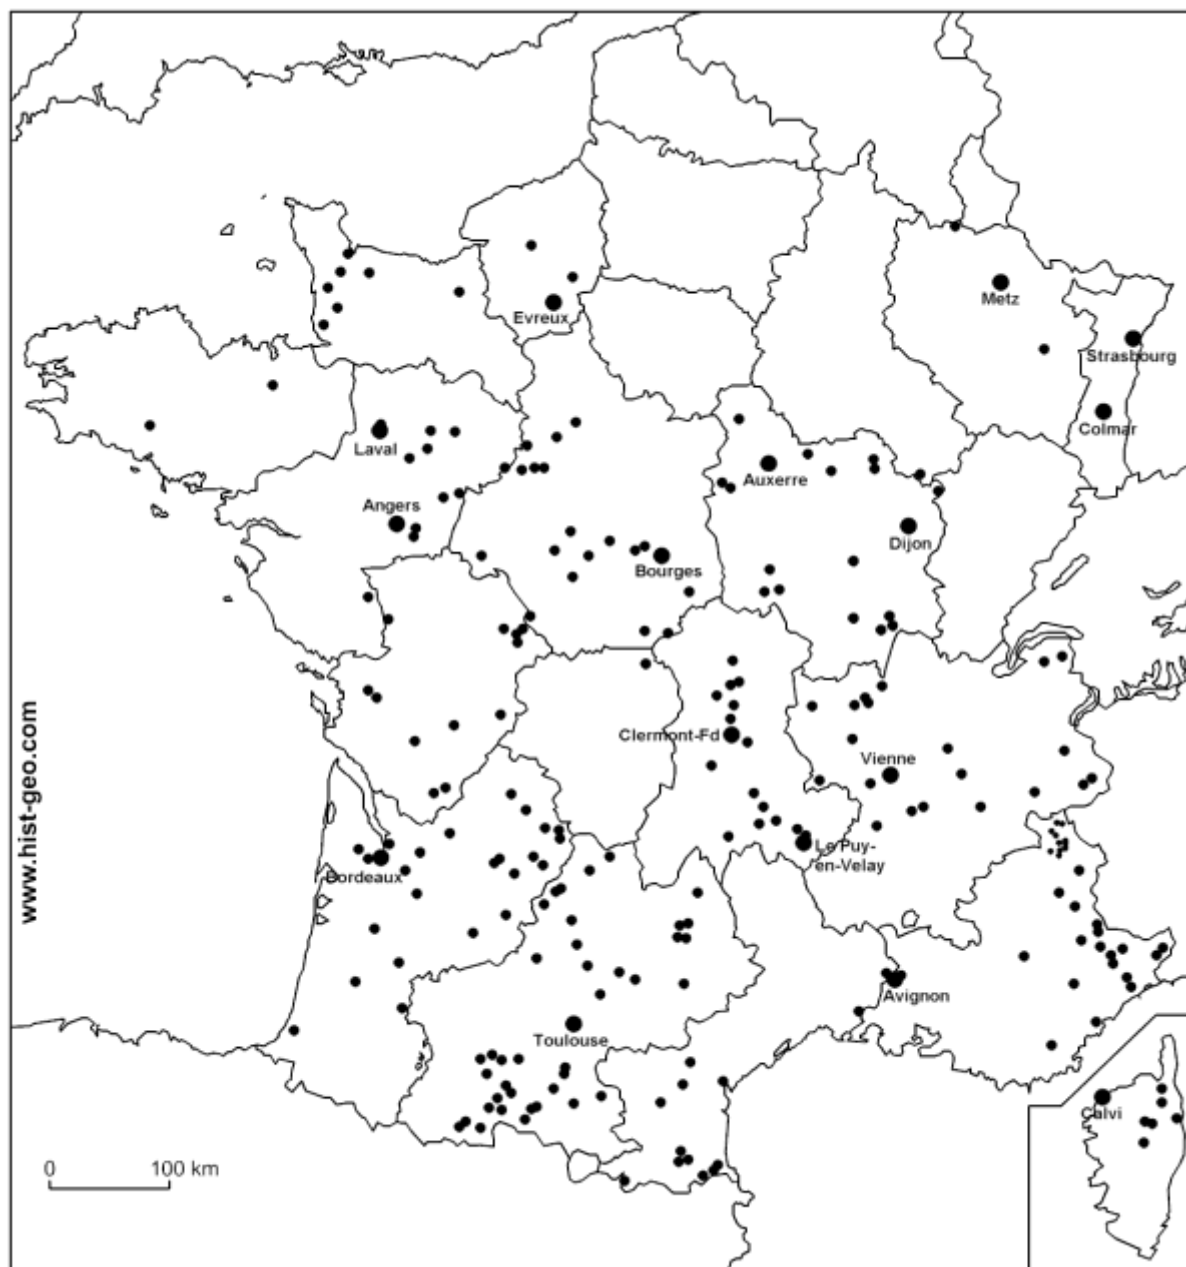 Evreux
Metz
Strasbourg
Colmar
Laval
Auxerre
Angers
Dijon
Bourges
Clermont-Fd
Vienne
Le Puy-
en-Velay
Bordeaux
Avignon
Toulouse
Calvi
0 100 km
www.hist-geo.com